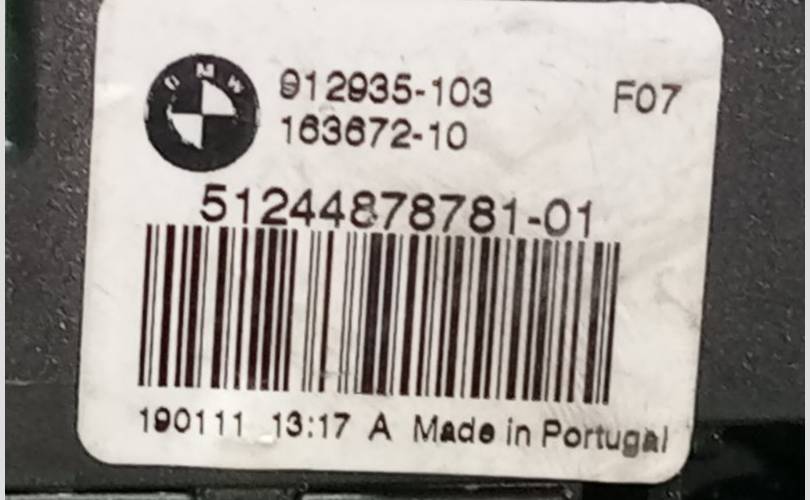 BMW
912935-103
F07
163672-10
51244878781-01
190111 13:17 A Made in Portugal